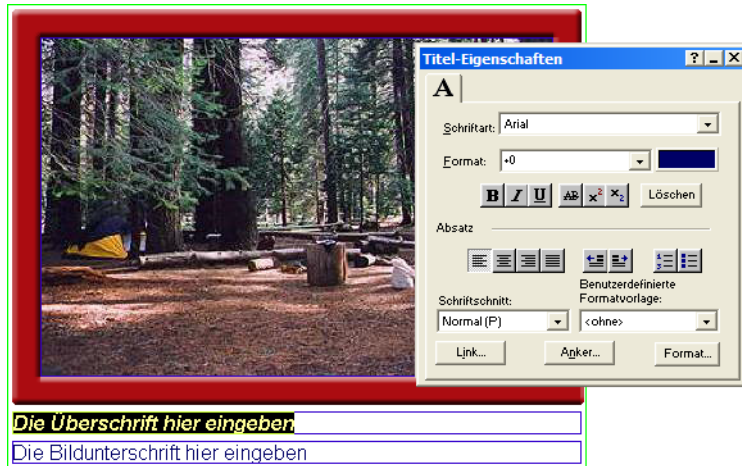 Titel-Eigenschaften
A
Schriftart: Arial
Format: +0
B I U AB x² x₂ Löschen
Absatz
Schriftschnitt:
Benutzerdefinierte
Formatvorlage:
Normal (P)
<ohne>
Link... Anker... Format...
Die Überschrift hier eingeben
Die Bildunterschrift hier eingeben